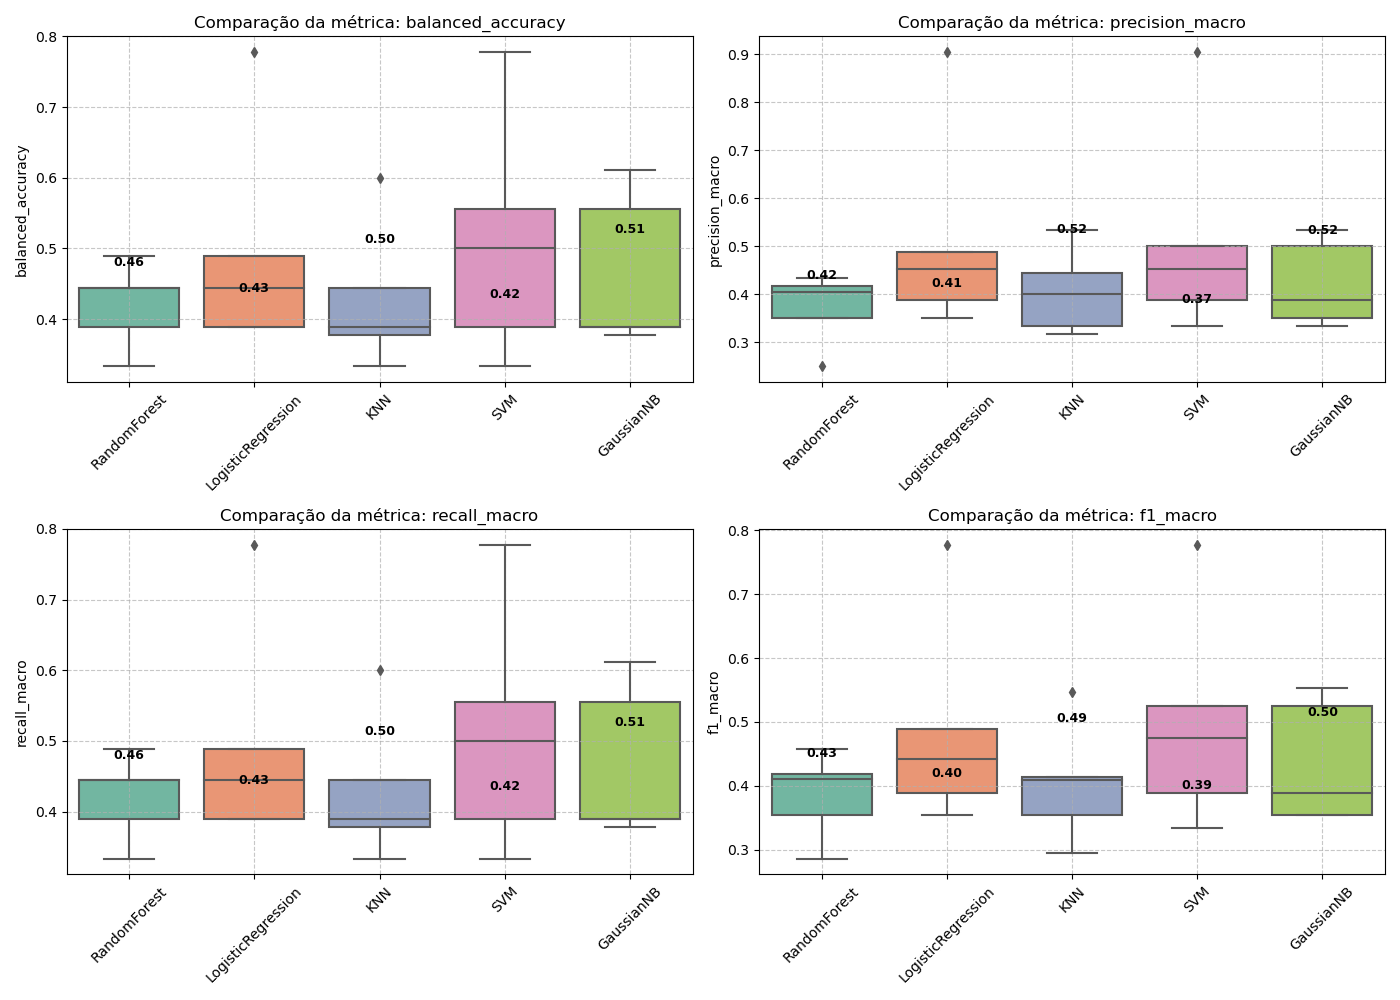 Comparação da métrica: balanced_accuracy
balanced_accuracy
0.8
0.7
0.6
0.5
0.4
0.46
0.43
0.50
0.42
0.51
RandomForest
LogisticRegression
KNN
SVM
GaussianNB
Comparação da métrica: precision_macro
precision_macro
0.9
0.8
0.7
0.6
0.5
0.4
0.3
0.42
0.41
0.52
0.37
0.52
RandomForest
LogisticRegression
KNN
SVM
GaussianNB
Comparação da métrica: recall_macro
recall_macro
0.8
0.7
0.6
0.5
0.4
0.46
0.43
0.50
0.42
0.51
RandomForest
LogisticRegression
KNN
SVM
GaussianNB
Comparação da métrica: f1_macro
f1_macro
0.8
0.7
0.6
0.5
0.4
0.3
0.43
0.40
0.49
0.39
0.50
RandomForest
LogisticRegression
KNN
SVM
GaussianNB